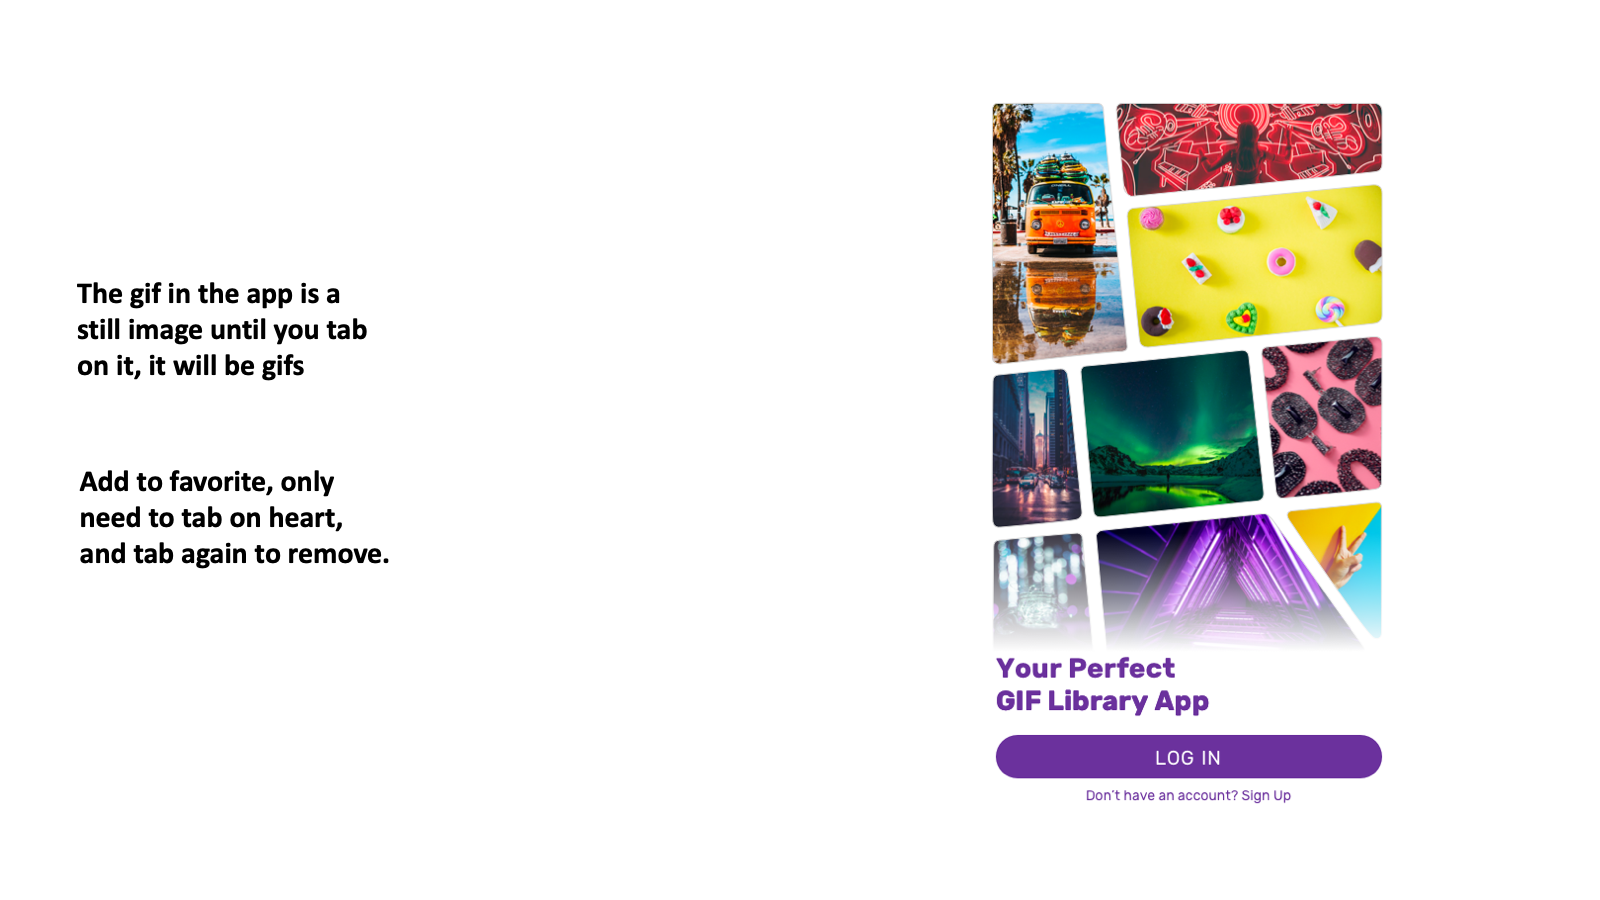 The gif in the app is a
still image until you tab
on it, it will be gifs
Add to favorite, only
need to tab on heart,
and tab again to remove.
Your Perfect
GIF Library App
LOG IN
Don't have an account? Sign Up